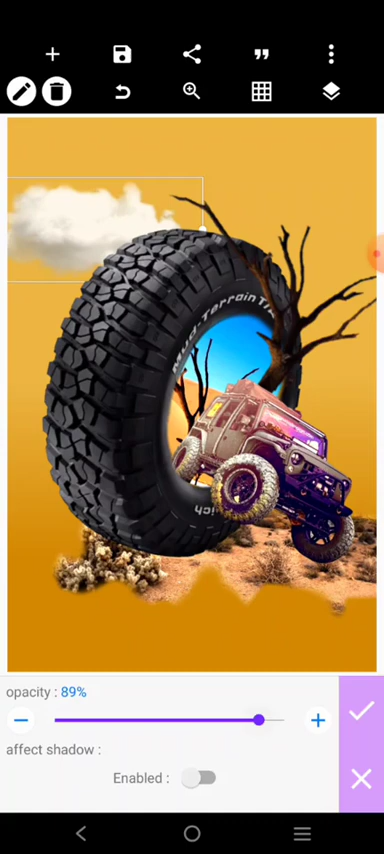 Mud-Terrain T/A
opacity : 89%
affect shadow :
Enabled :